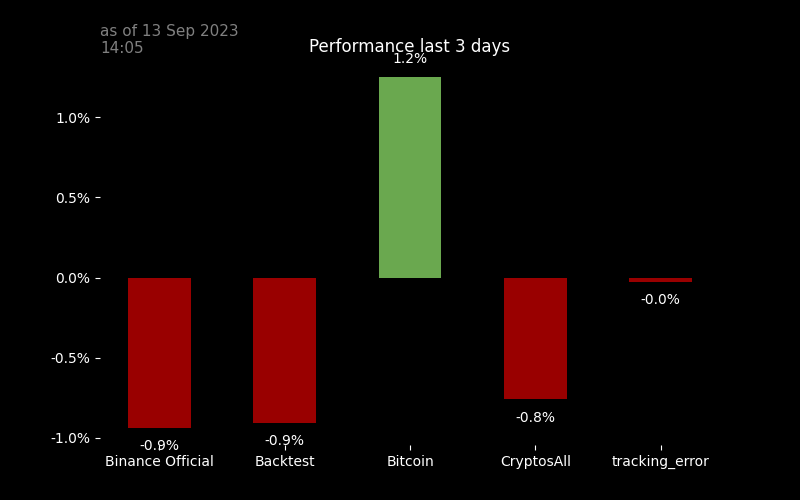 as of 13 Sep 2023
14:05
Performance last 3 days
1.2%
1.0%
0.5%
0.0%
-0.0%
-0.5%
-0.8%
-1.0%
-0.9%
-0.9%
Binance Official
Backtest
Bitcoin
CryptosAll
tracking_error